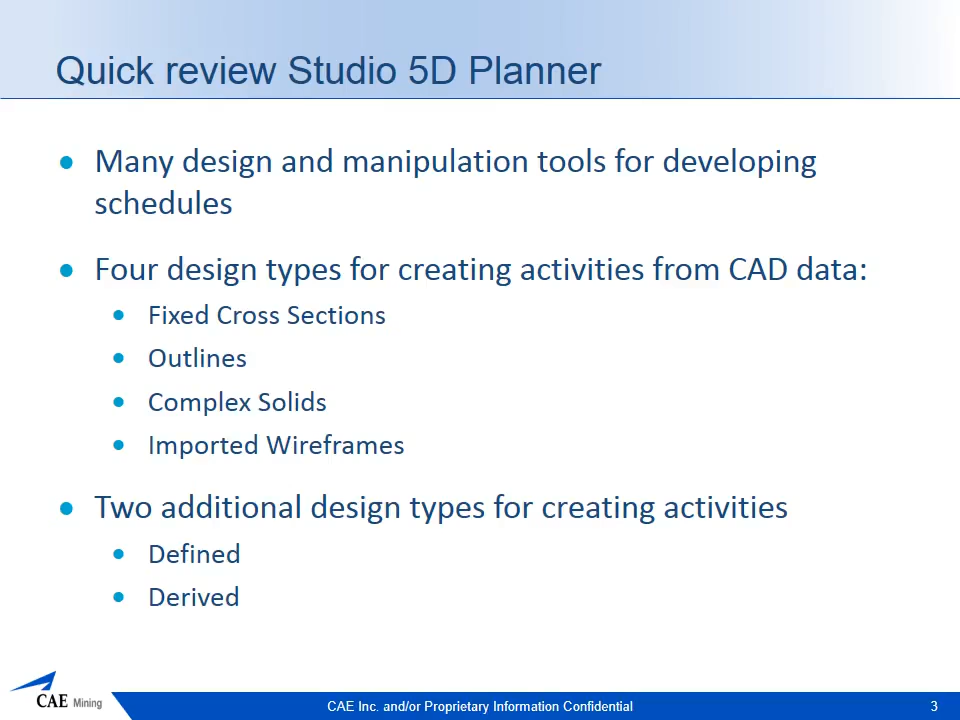 Quick review Studio 5D Planner
• Many design and manipulation tools for developing
schedules
• Four design types for creating activities from CAD data:
• Fixed Cross Sections
• Outlines
• Complex Solids
• Imported Wireframes
• Two additional design types for creating activities
• Defined
• Derived
CAE Mining
CAE Inc. and/or Proprietary Information Confidential
3